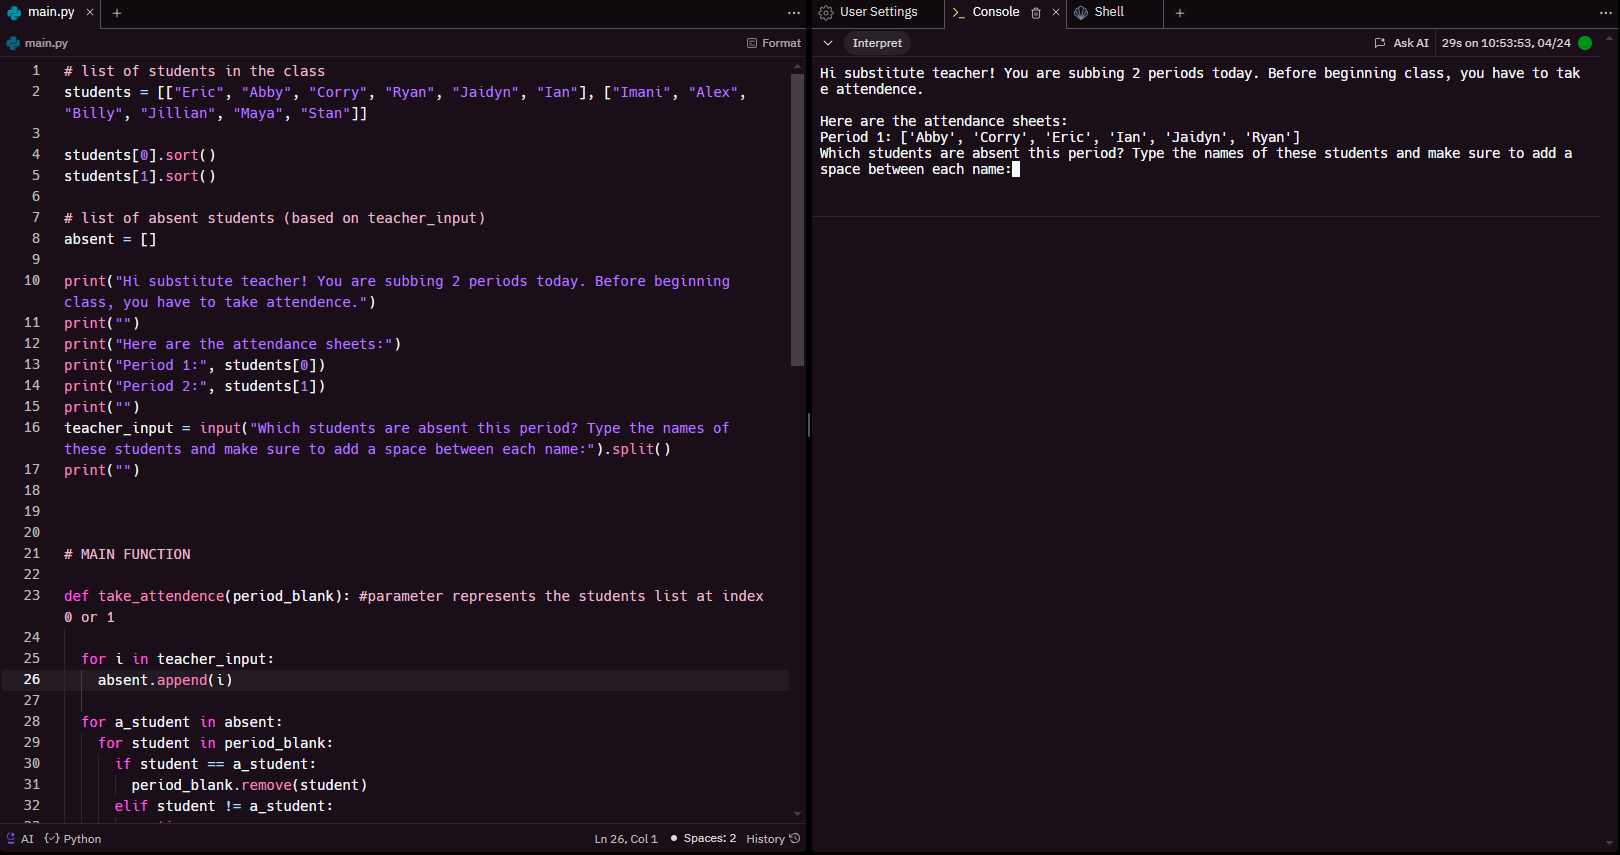 main.py × +
main.py Format
1 # list of students in the class
2 students = [["Eric", "Abby", "Corry", "Ryan", "Jaidyn", "Ian"], ["Imani", "Alex",
"Billy", "Jillian", "Maya", "Stan"]]
3
4 students[0].sort()
5 students[1].sort()
6
7 # list of absent students (based on teacher_input)
8 absent = []
9
10 print("Hi substitute teacher! You are subbing 2 periods today. Before beginning
class, you have to take attendence.")
11 print("")
12 print("Here are the attendance sheets:")
13 print("Period 1:", students[0])
14 print("Period 2:", students[1])
15 print("")
16 teacher_input = input("Which students are absent this period? Type the names of
these students and make sure to add a space between each name:").split()
17 print("")
18
19
20
21 # MAIN FUNCTION
22
23 def take_attendence(period_blank): #parameter represents the students list at index
0 or 1
24
25 for i in teacher_input:
26 absent.append(i)
27
28 for a_student in absent:
29 for student in period_blank:
30 if student == a_student:
31 period_blank.remove(student)
32 elif student != a_student:
AI Python Ln 26, Col 1 Spaces: 2 History
User Settings Console × Shell +
Interpret Ask AI 29s on 10:53:53, 04/24
Hi substitute teacher! You are subbing 2 periods today. Before beginning class, you have to tak
e attendence.
Here are the attendance sheets:
Period 1: ['Abby', 'Corry', 'Eric', 'Ian', 'Jaidyn', 'Ryan']
Which students are absent this period? Type the names of these students and make sure to add a
space between each name: